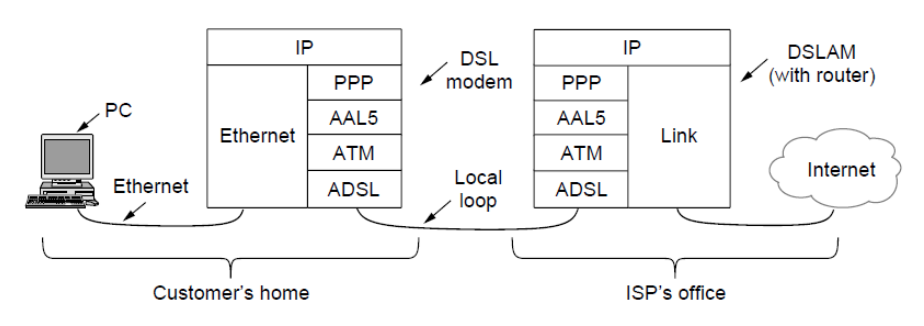 IP
PPP
AAL5
ATM
ADSL
Ethernet
DSL
modem
PC
Ethernet
Local
loop
IP
PPP
AAL5
ATM
ADSL
Link
DSLAM
(with router)
Internet
Customer's home
ISP's office